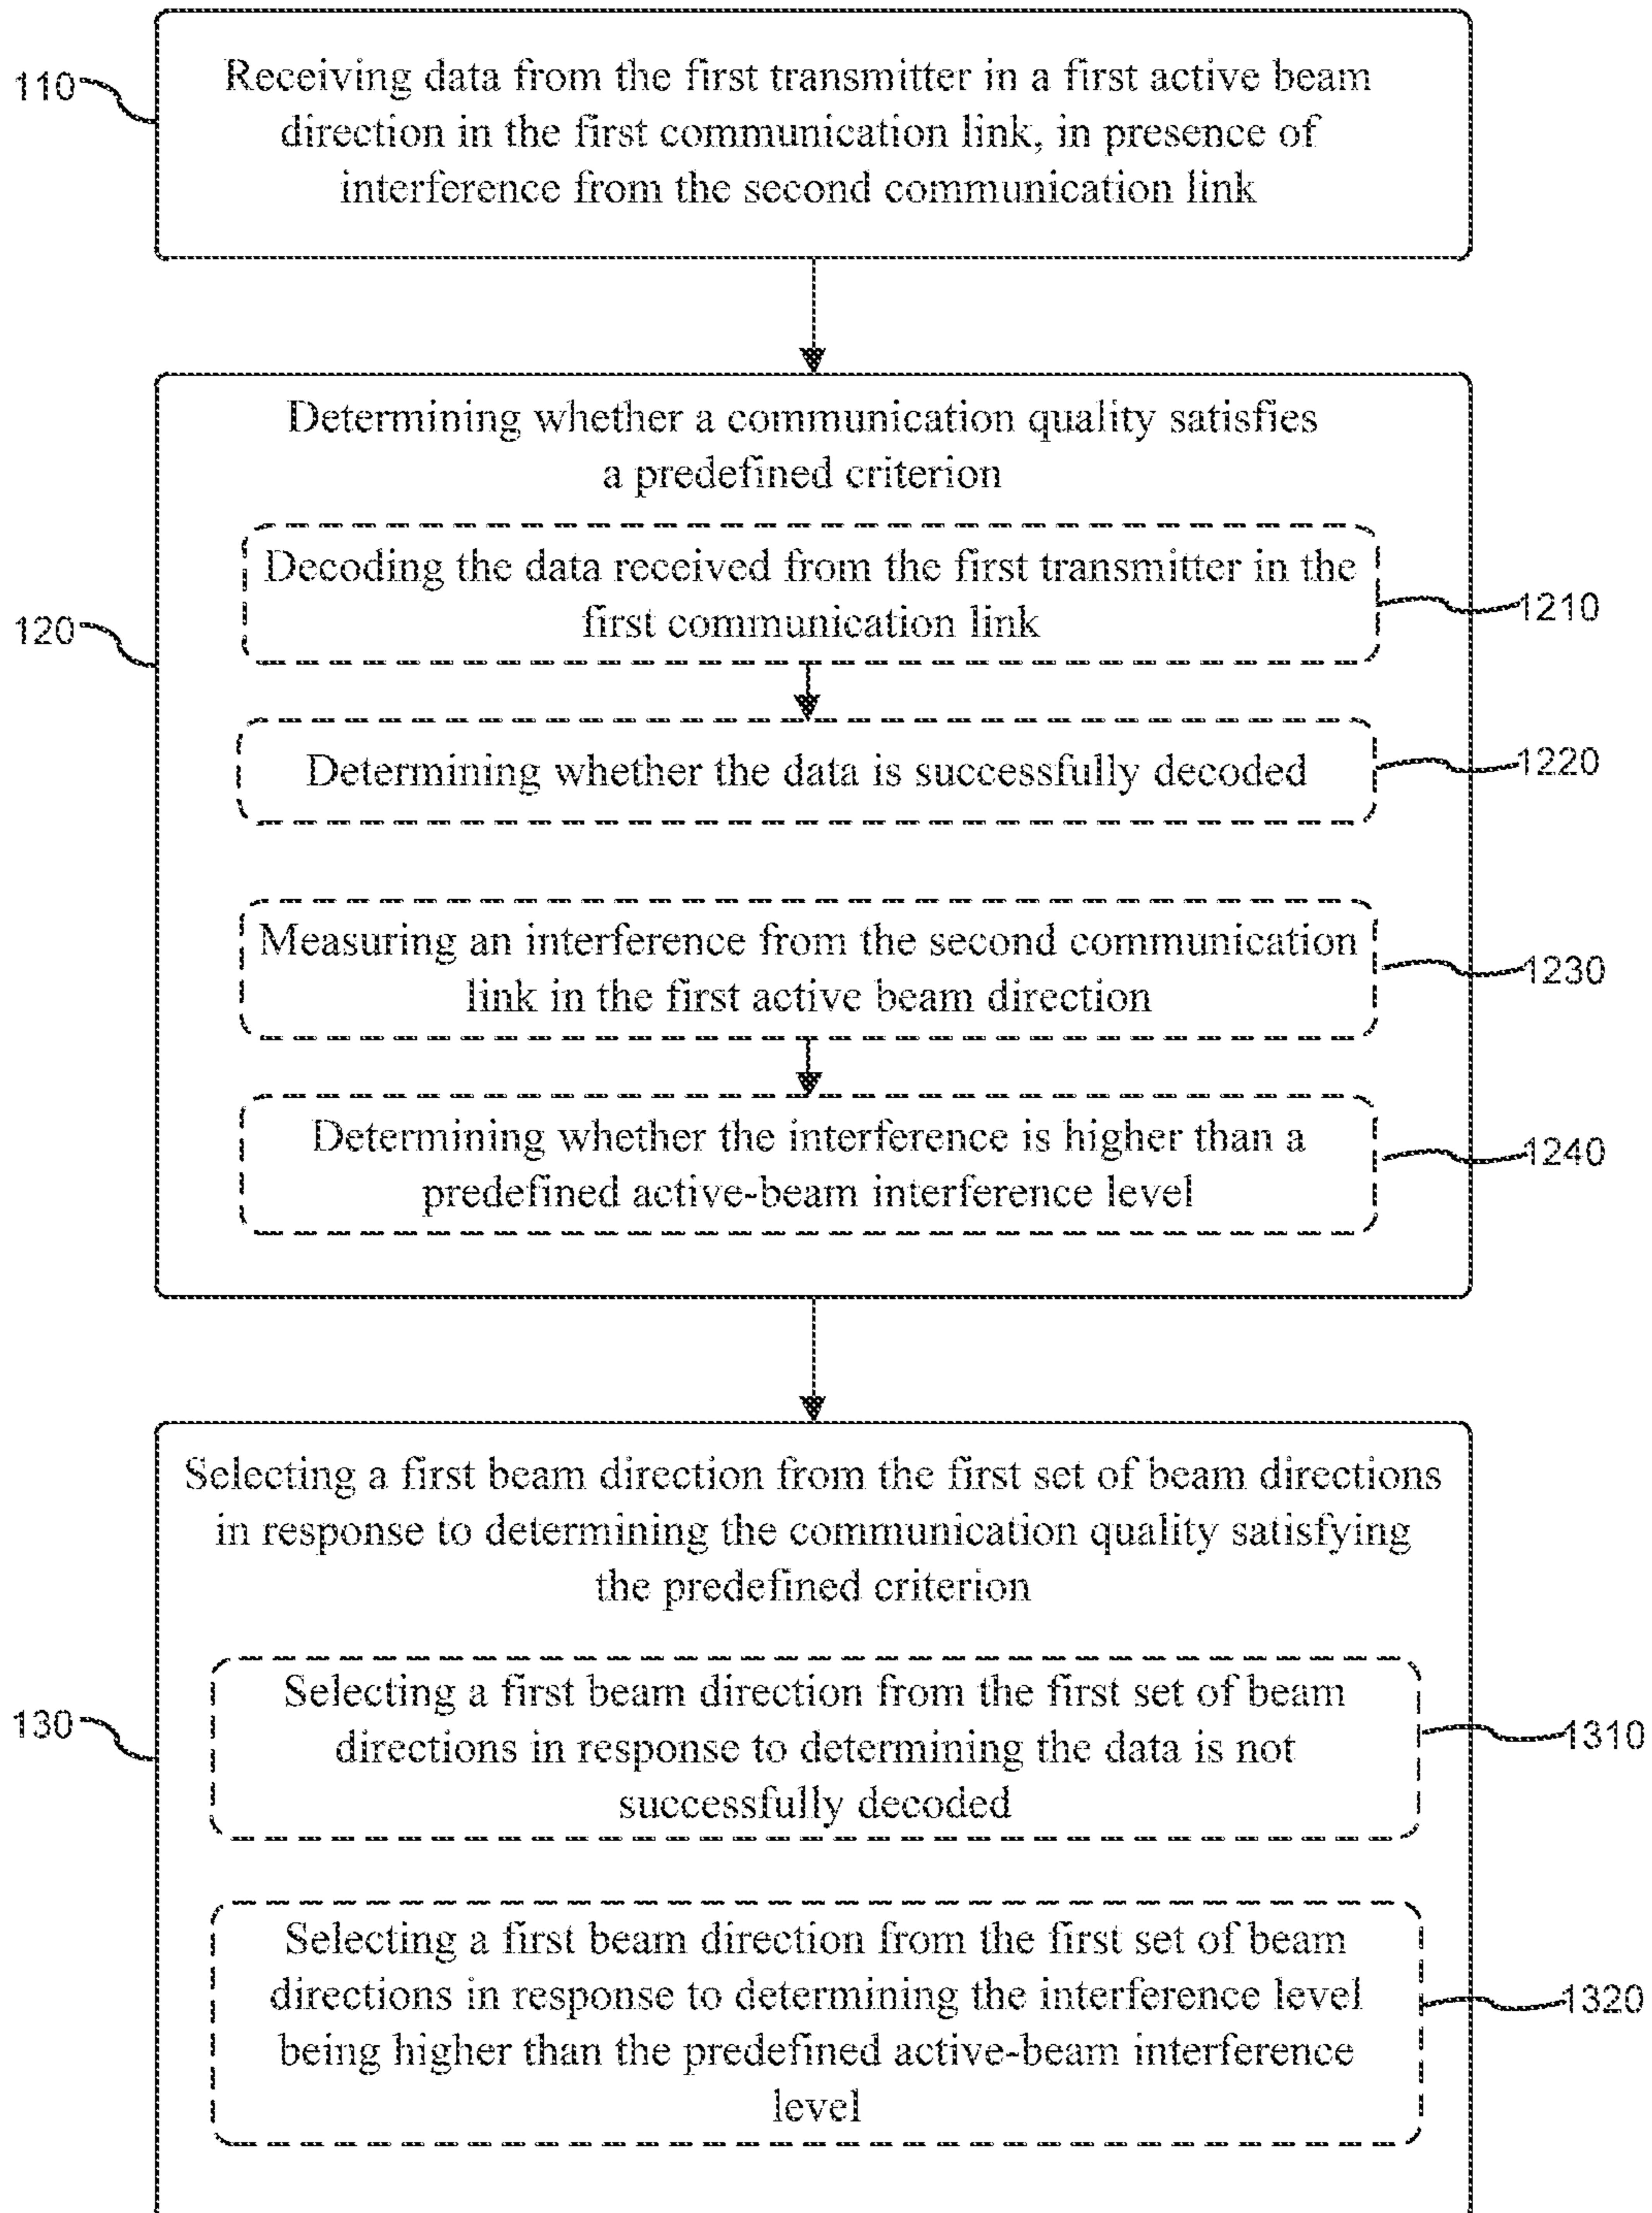 Receiving data from the first transmitter in a first active beam
110
direction in the first communication link, in presence of
interference from the second communication link
Determining whether a communication quality satisfies
a predefined criterion
Decoding the data received from the first transmitter in the
1210
first communication link
120
Determining whether the data is successfully decoded
1220
Measuring an interference from the second communication
1230
link in the first active beam direction
Determining whether the interference is higher than a
1240
predefined active-beam interference level
Selecting a first beam direction from the first set of beam directions
in response to determining the communication quality satisfying
the predefined criterion
Selecting a first beam direction from the first set of beam
130
1310
directions in response to determining the data is not
successfully decoded
Selecting a first beam direction from the first set of beam
directions in response to determining the interference level
1320
being higher than the predefined active-beam interference
level